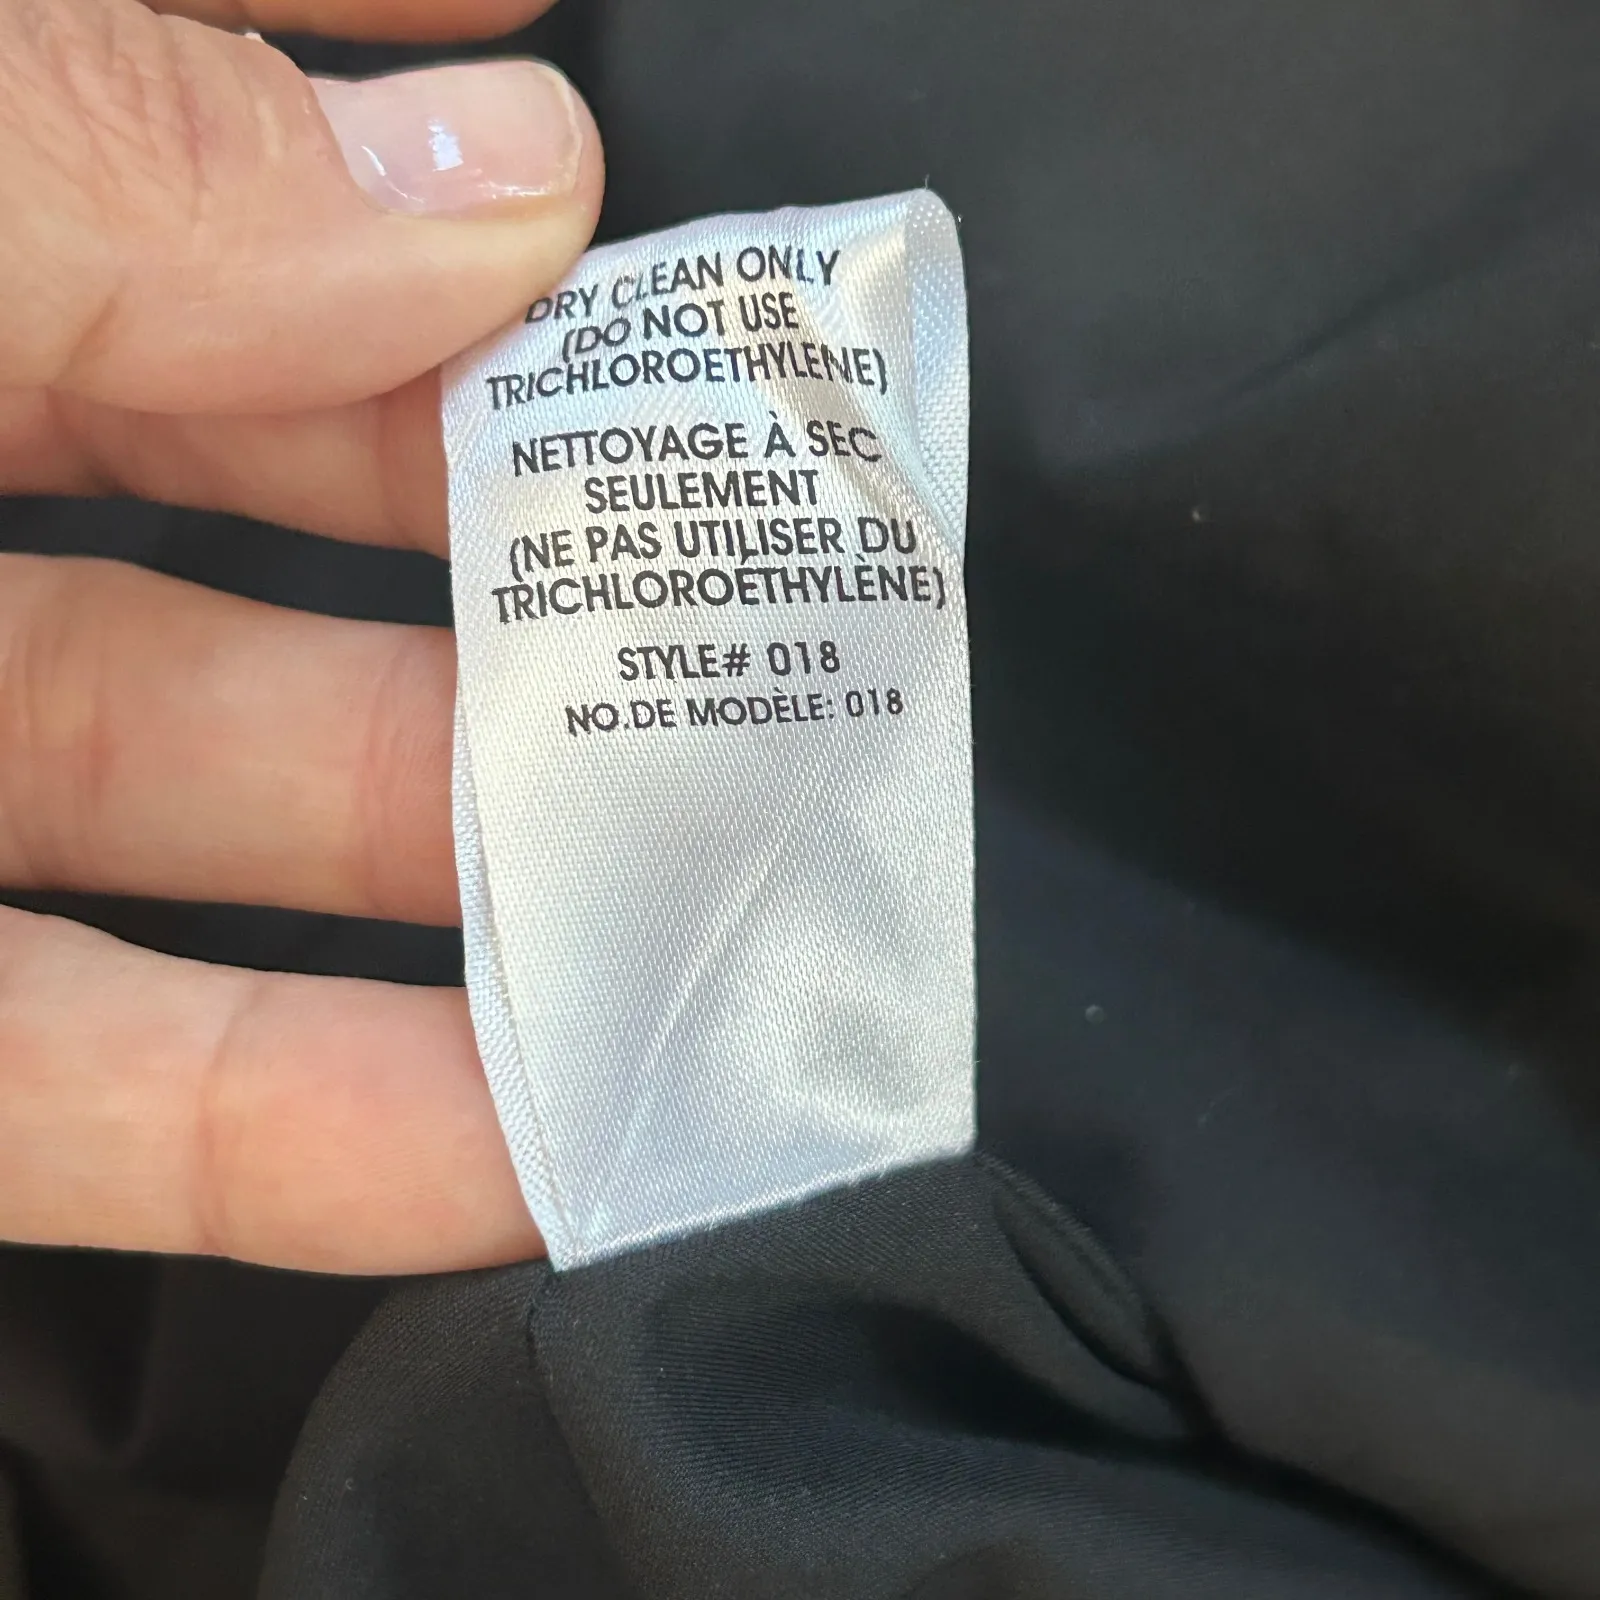 DRY CLEAN ONLY
(DO NOT USE
TRICHLOROETHYLENE)
NETTOYAGE À SEC
SEULEMENT
(NE PAS UTILISER DU
TRICHLOROÉTHYLÈNE)
STYLE# 018
NO.DE MODÈLE: 018